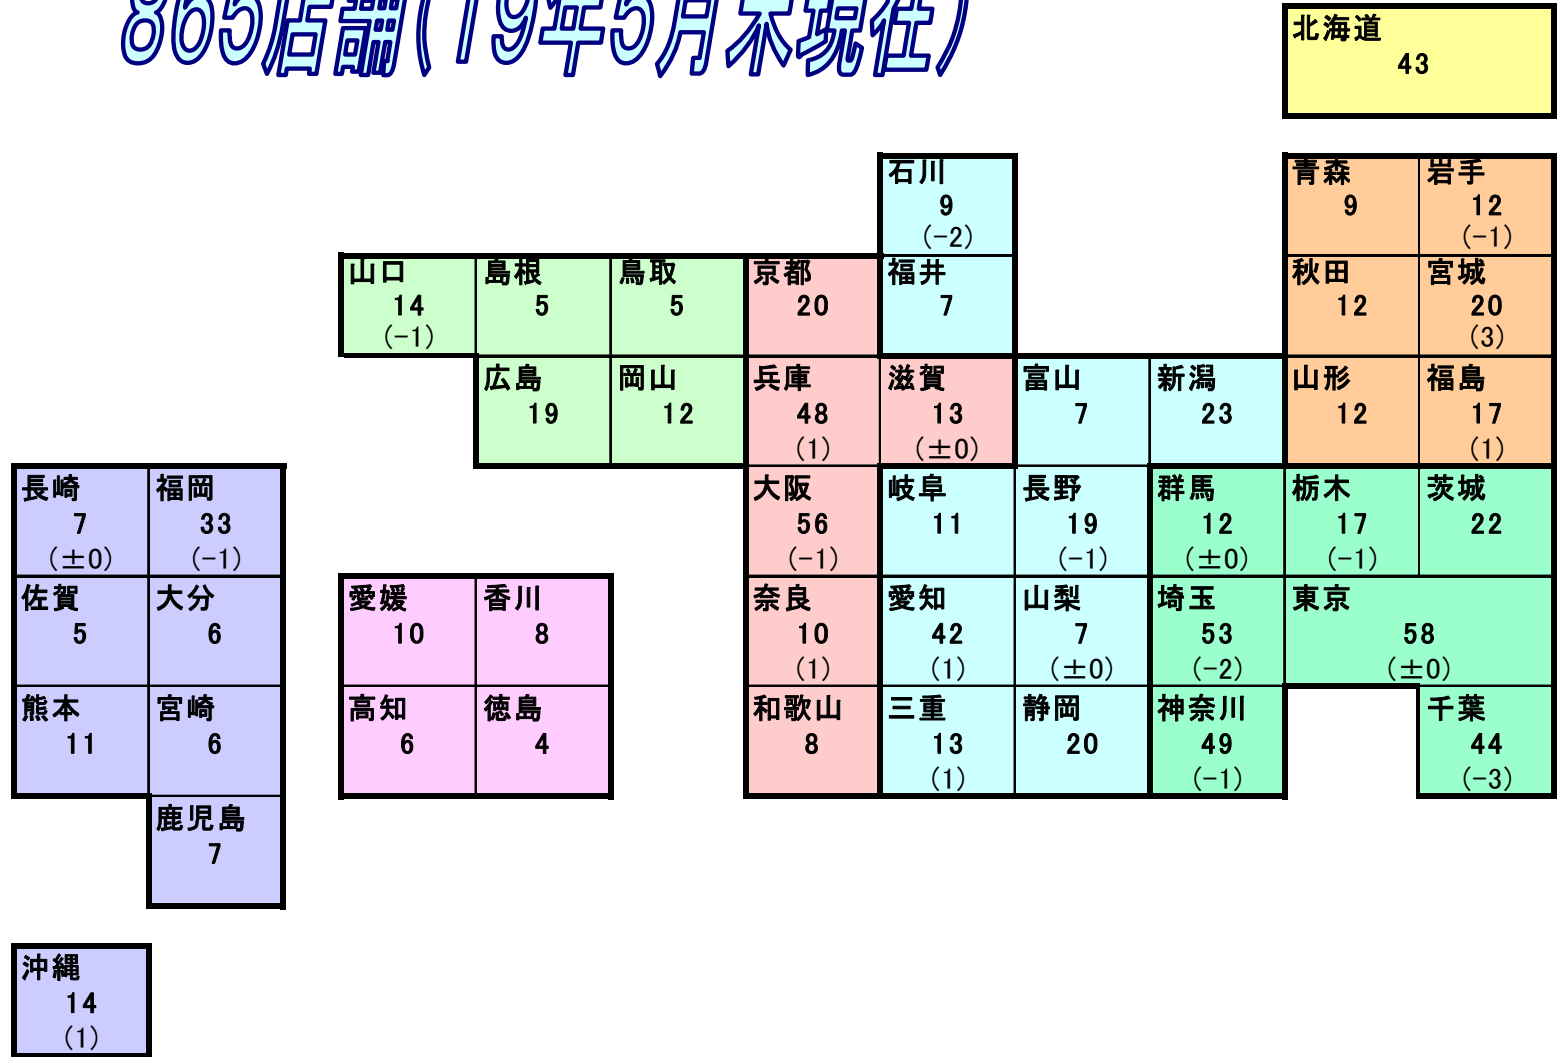 865店舗(19年5月末現在)
北海道
43
石川
9
(-2)
青森
9
岩手
12
(-1)
山口
14
(-1)
島根
5
鳥取
5
京都
20
福井
7
秋田
12
宮城
20
(3)
広島
19
岡山
12
兵庫
48
(1)
滋賀
13
(±0)
富山
7
新潟
23
山形
12
福島
17
(1)
長崎
7
(±0)
福岡
33
(-1)
大阪
56
(-1)
岐阜
11
長野
19
(-1)
群馬
12
(±0)
栃木
17
(-1)
茨城
22
佐賀
5
大分
6
愛媛
10
香川
8
奈良
10
(1)
愛知
42
(1)
山梨
7
(±0)
埼玉
53
(-2)
東京
58
(±0)
熊本
11
宮崎
6
高知
6
徳島
4
和歌山
8
三重
13
(1)
静岡
20
神奈川
49
(-1)
千葉
44
(-3)
鹿児島
7
沖縄
14
(1)